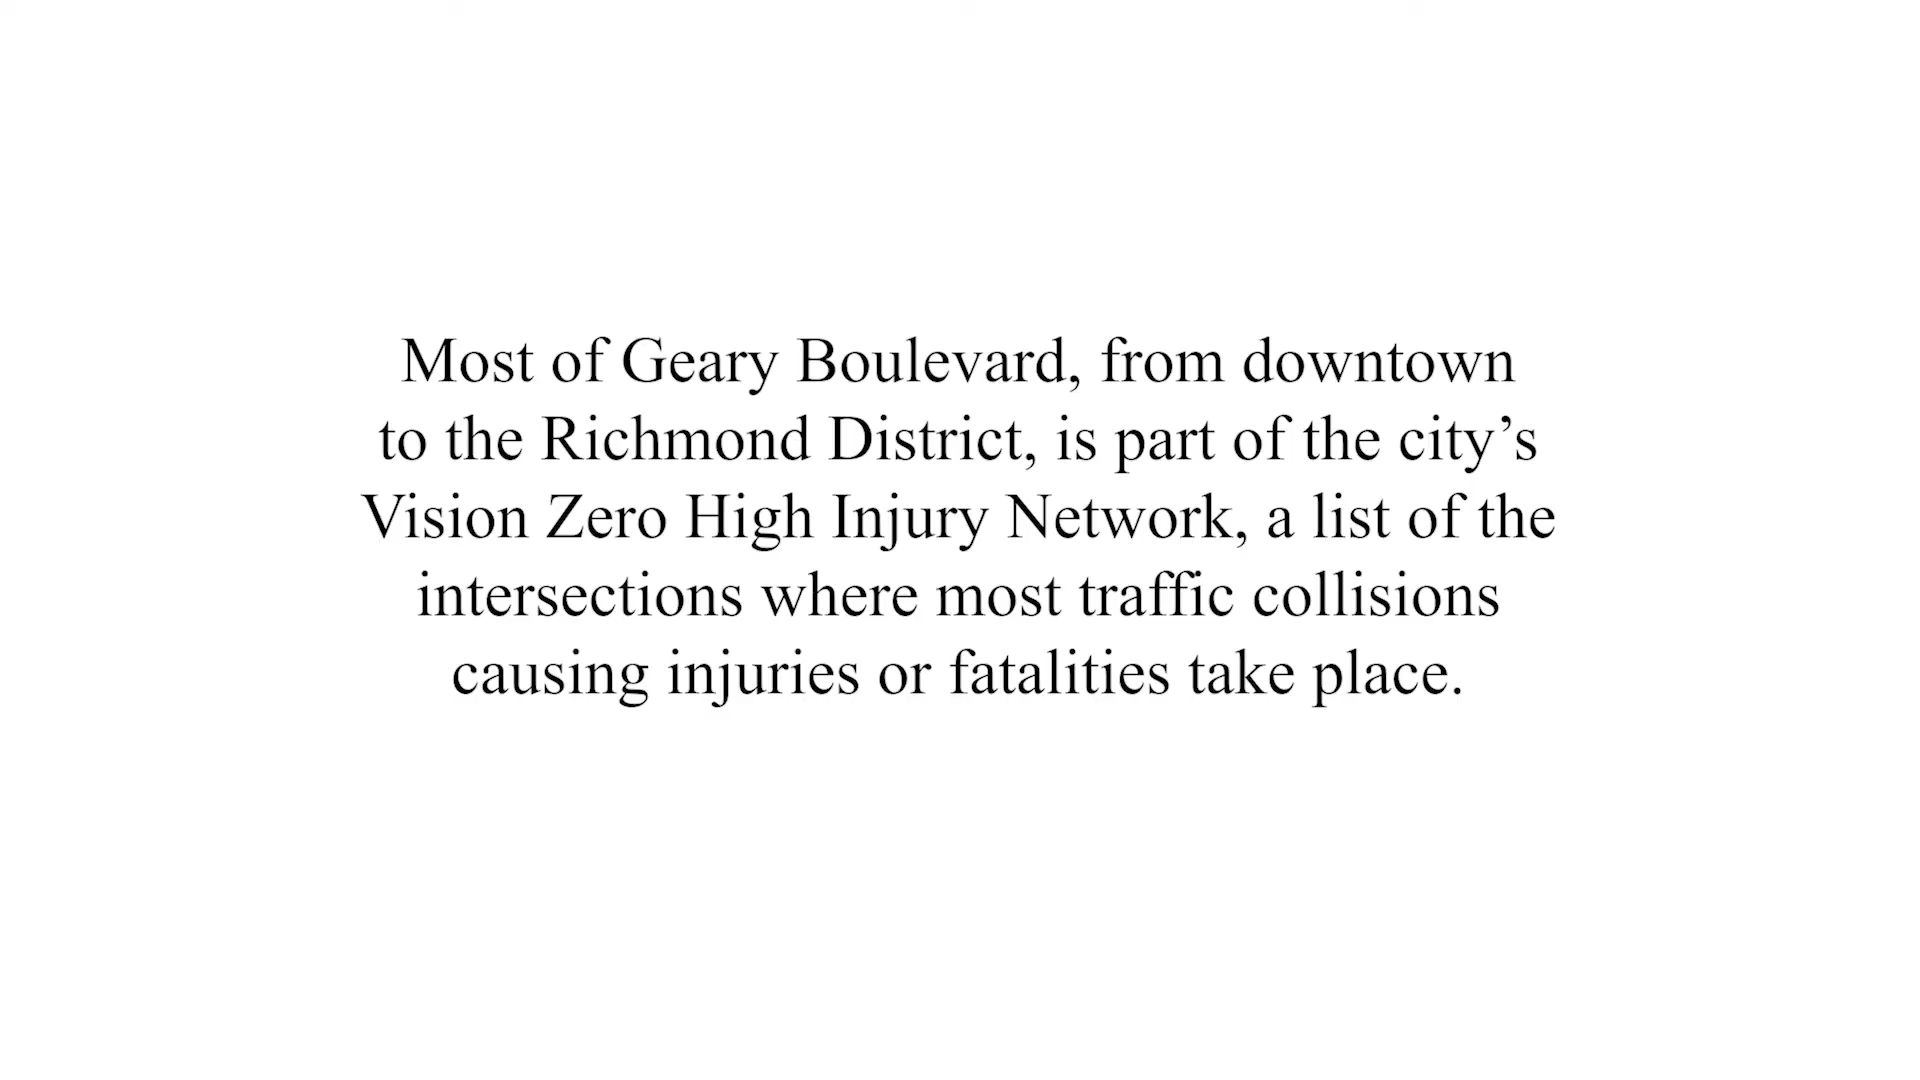 Most of Geary Boulevard, from downtown
to the Richmond District, is part of the city’s
Vision Zero High Injury Network, a list of the
intersections where most traffic collisions
causing injuries or fatalities take place.